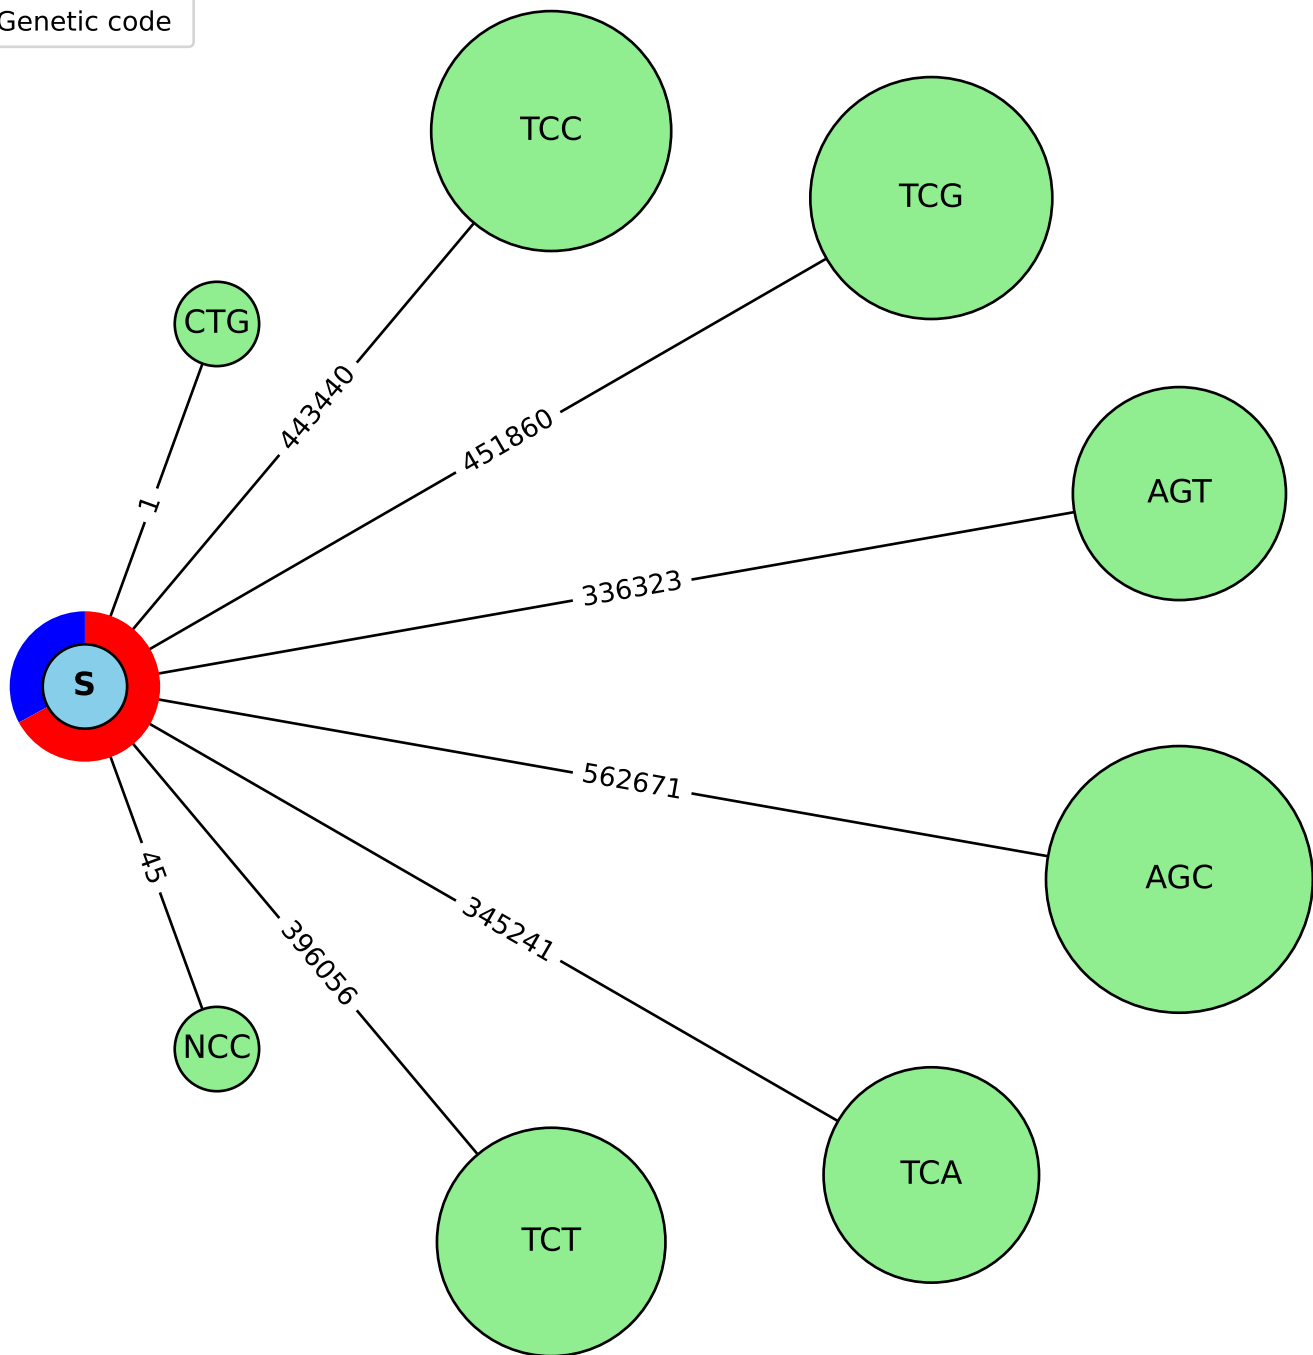 Genetic code
TCC
TCG
CTG
443440
451860
AGT
1
336323
S
562671
AGC
45
345241
396056
NCC
TCA
TCT